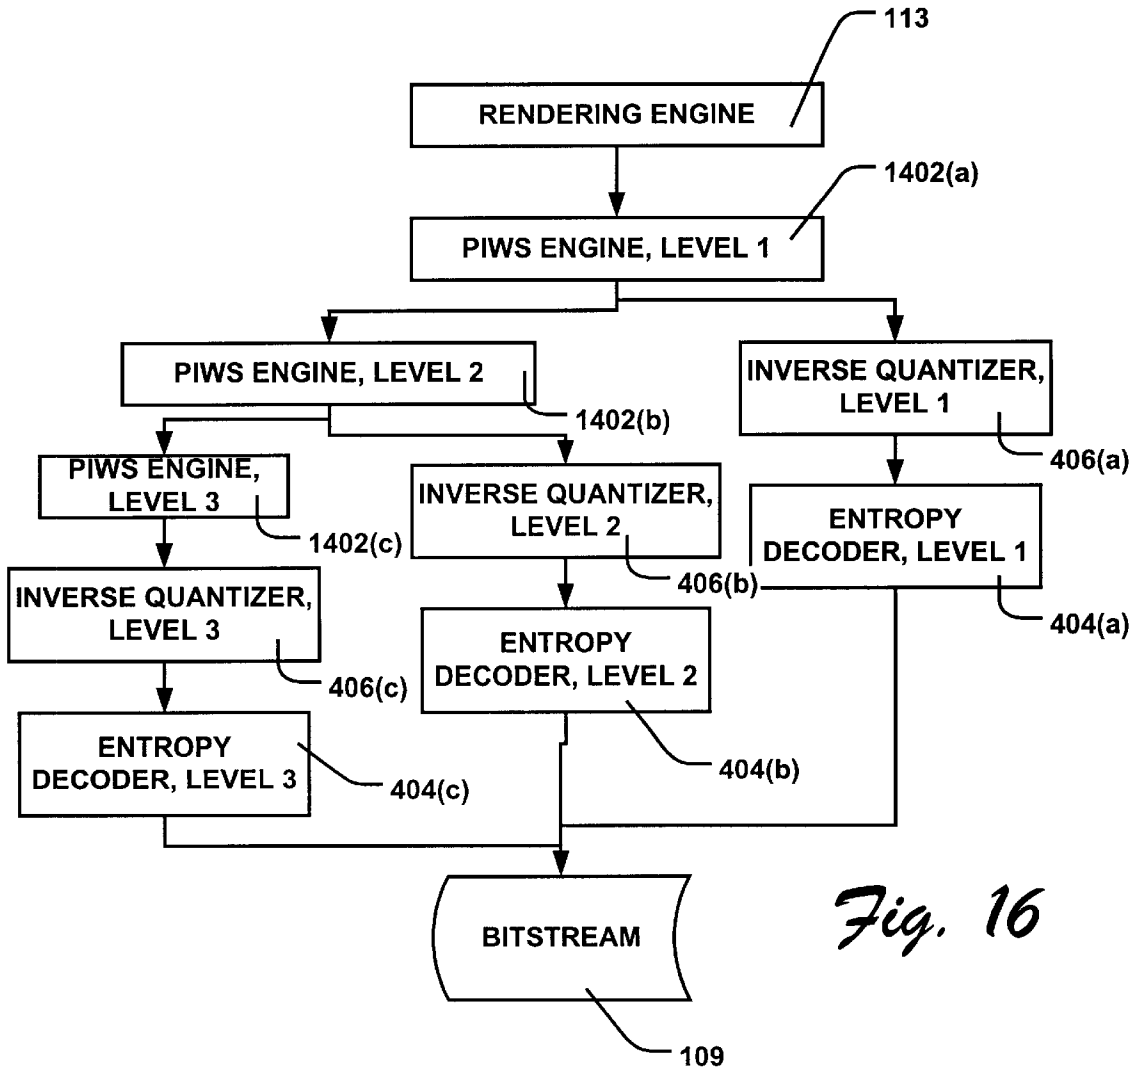 113
RENDERING ENGINE
1402(a)
PIWS ENGINE, LEVEL 1
PIWS ENGINE, LEVEL 2
1402(b)
INVERSE QUANTIZER,
LEVEL 1
406(a)
PIWS ENGINE,
LEVEL 3
1402(c)
INVERSE QUANTIZER,
LEVEL 2
406(b)
ENTROPY
DECODER, LEVEL 1
404(a)
INVERSE QUANTIZER,
LEVEL 3
406(c)
ENTROPY
DECODER, LEVEL 2
404(b)
ENTROPY
DECODER, LEVEL 3
404(c)
BITSTREAM
109
Fig. 16